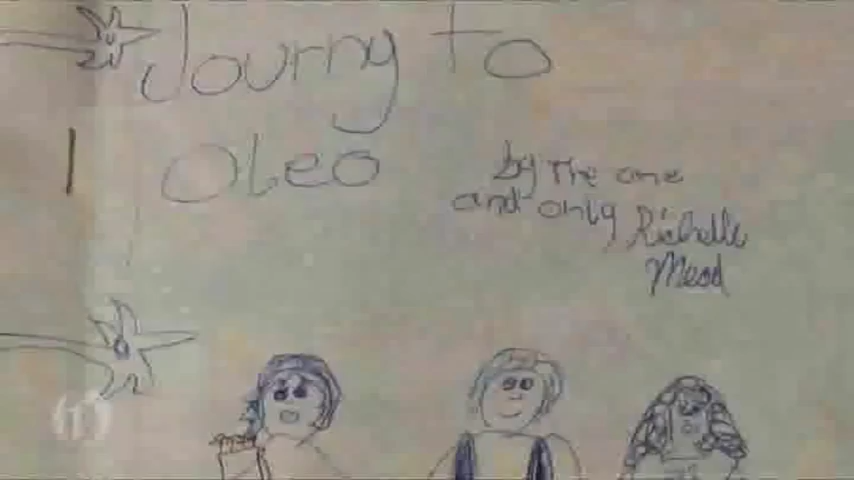 Journy to
Oleo
by the one
and only Richelle
Mead